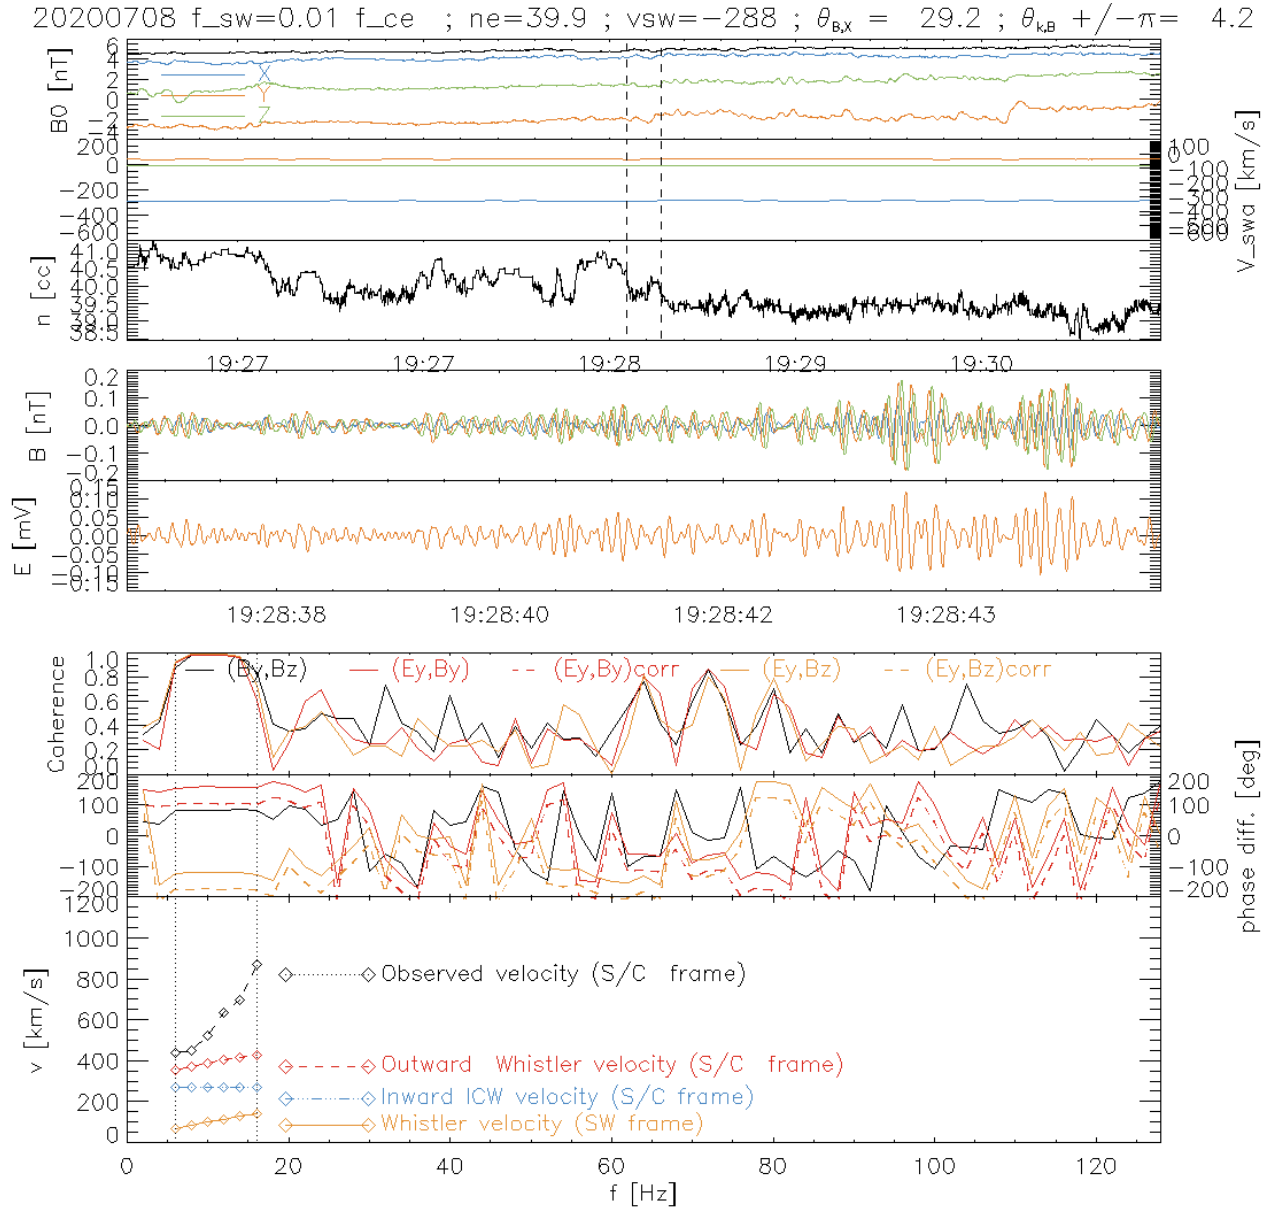 20200708 f_sw=0.01 f_ce ; ne=39.9 ; vsw=−288 ; θB,X = 29.2 ; θk,B +/−π= 4.2
B0 [nT]
6
4
2
0
−2
−4
X
Y
Z
200
0
−200
−400
−600
100
0
−100
−200
−300
−400
−500
−600
V_swa [km/s]
n [cc]
41.0
40.5
40.0
39.5
39.0
38.5
19:27 19:27 19:28 19:29 19:30
B [nT]
0.2
0.1
0.0
−0.1
−0.2
E [mV]
0.15
0.10
0.05
0.00
−0.05
−0.10
−0.15
19:28:38 19:28:40 19:28:42 19:28:43
Coherence
1.0
0.8
0.6
0.4
0.2
0.0
(By,Bz) (Ey,By) (Ey,By)corr (Ey,Bz) (Ey,Bz)corr
200
100
0
−100
−200
200
100
0
−100
−200
phase diff. [deg]
v [km/s]
1200
1000
800
600
400
200
0
Observed velocity (S/C frame)
Outward Whistler velocity (S/C frame)
Inward ICW velocity (S/C frame)
Whistler velocity (SW frame)
0 20 40 60 80 100 120
f [Hz]